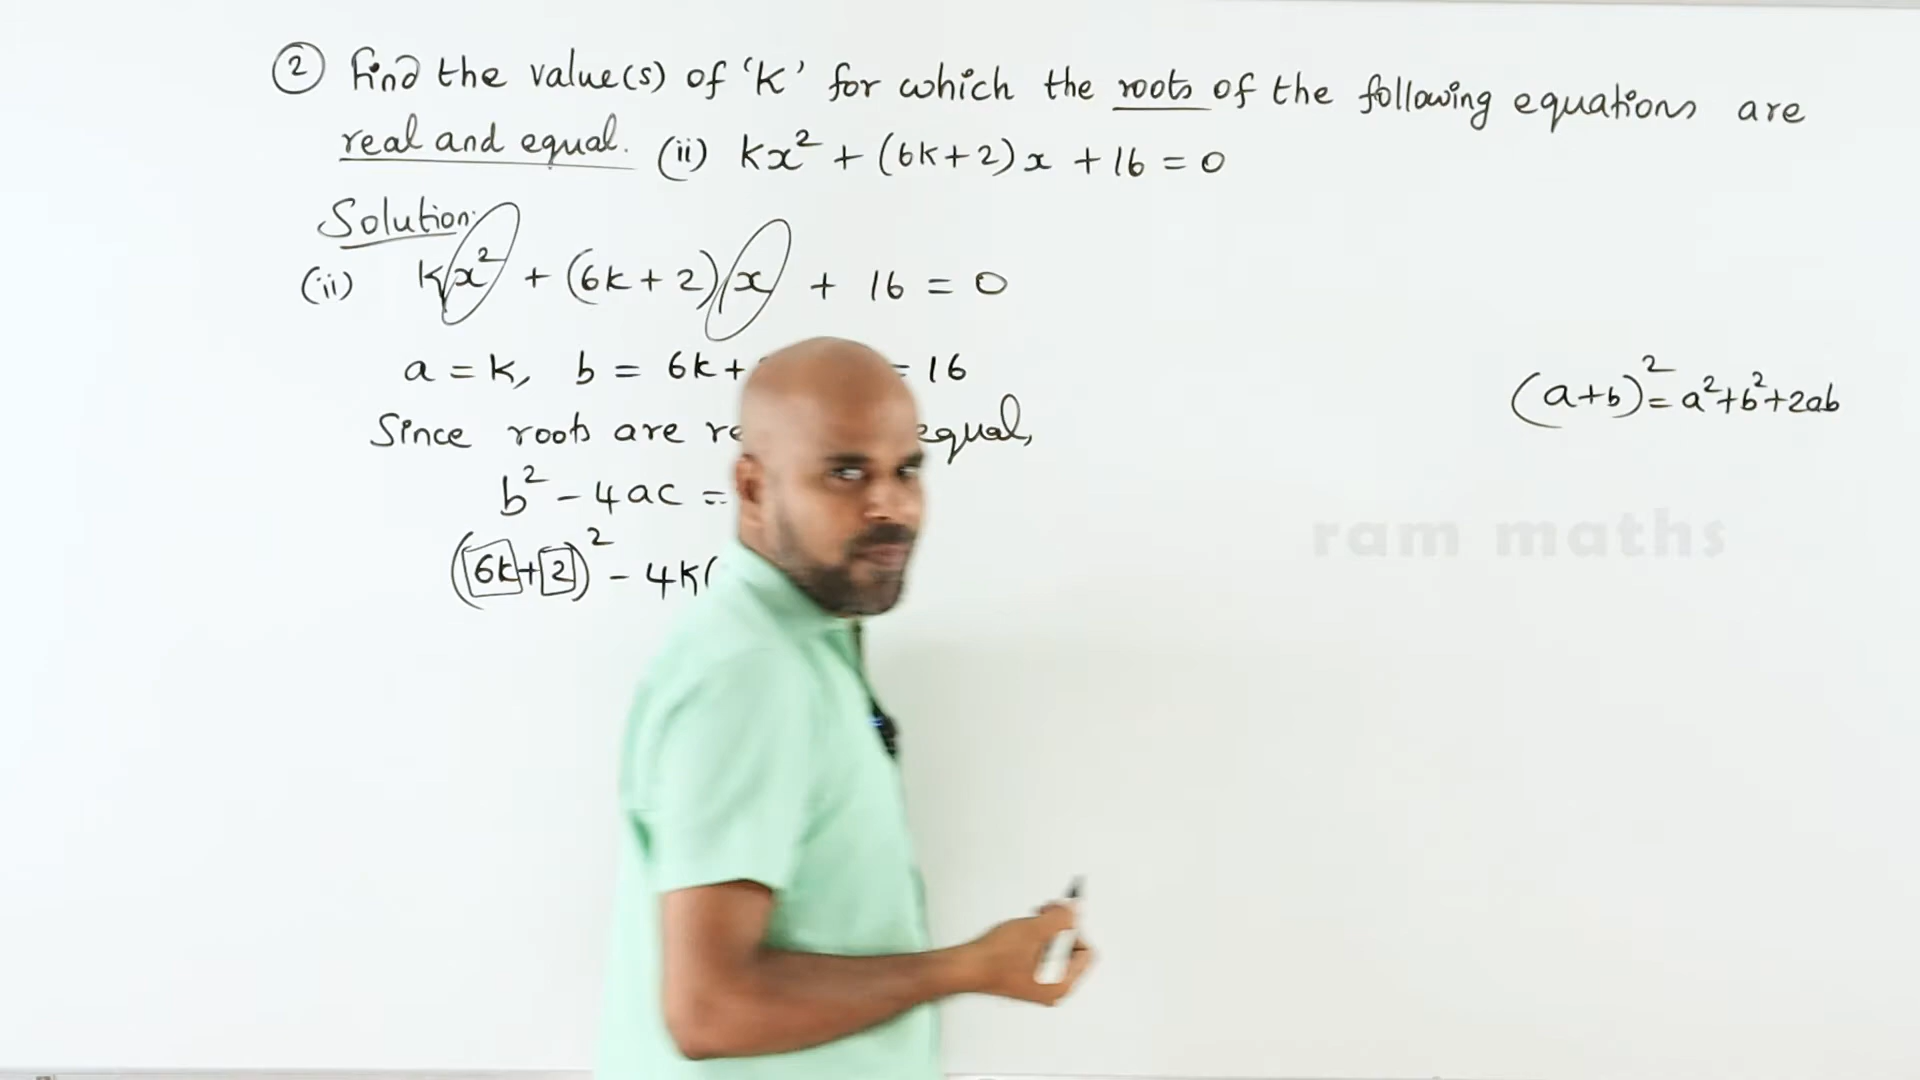 ② Find the value(s) of ‘K’ for which the roots of the following equations are
real and equal. (ii) Kx² + (6K+2)x + 16 = 0
Solution:
(ii) Kx² + (6K+2)x + 16 = 0
a = K, b = 6K+ = 16
(a+b)² = a²+b²+2ab
Since roots are equal,
b² - 4ac =
(6K+2)² - 4K(
ram maths